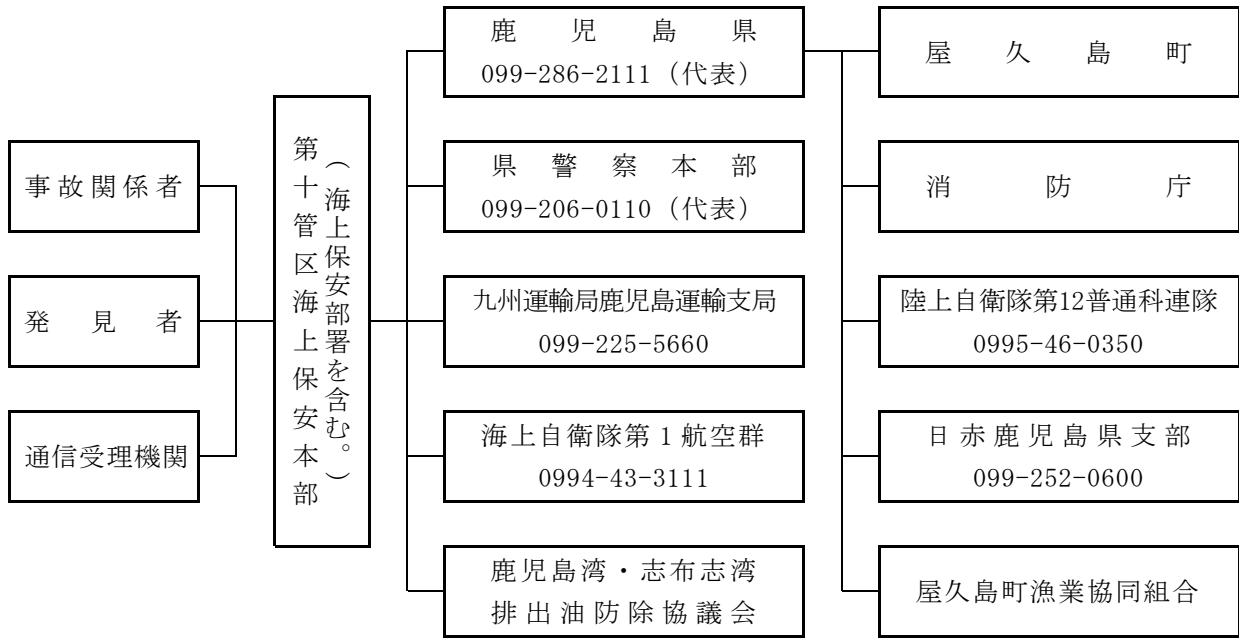 事故関係者
発見者
通信受理機関
第十管区海上保安本部
（海上保安部署を含む。）
鹿児島県
099-286-2111（代表）
県警察本部
099-206-0110（代表）
九州運輸局鹿児島運輸支局
099-225-5660
海上自衛隊第１航空群
0994-43-3111
鹿児島湾・志布志湾
排出油防除協議会
屋久島町
消防庁
陸上自衛隊第12普通科連隊
0995-46-0350
日赤鹿児島県支部
099-252-0600
屋久島町漁業協同組合